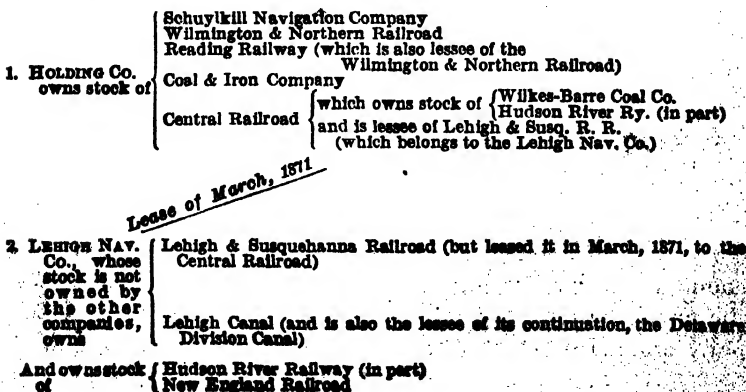 Schuylkill Navigation Company
Wilmington & Northern Railroad
Reading Railway (which is also lessee of the
Wilmington & Northern Railroad)
1. HOLDING CO.
owns stock of
Coal & Iron Company
Central Railroad
which owns stock of
Wilkes-Barre Coal Co.
Hudson River Ry. (in part)
and is lessee of Lehigh & Susq. R. R.
(which belongs to the Lehigh Nav. Co.)
Lease of March, 1871
2. LEHIGH NAV.
Co., whose
stock is not
owned by
the other
companies,
owns
Lehigh & Susquehanna Railroad (but leased it in March, 1871, to the
Central Railroad)
Lehigh Canal (and is also the lessee of its continuation, the Delaware
Division Canal)
And owns stock
of
Hudson River Railway (in part)
New England Railroad